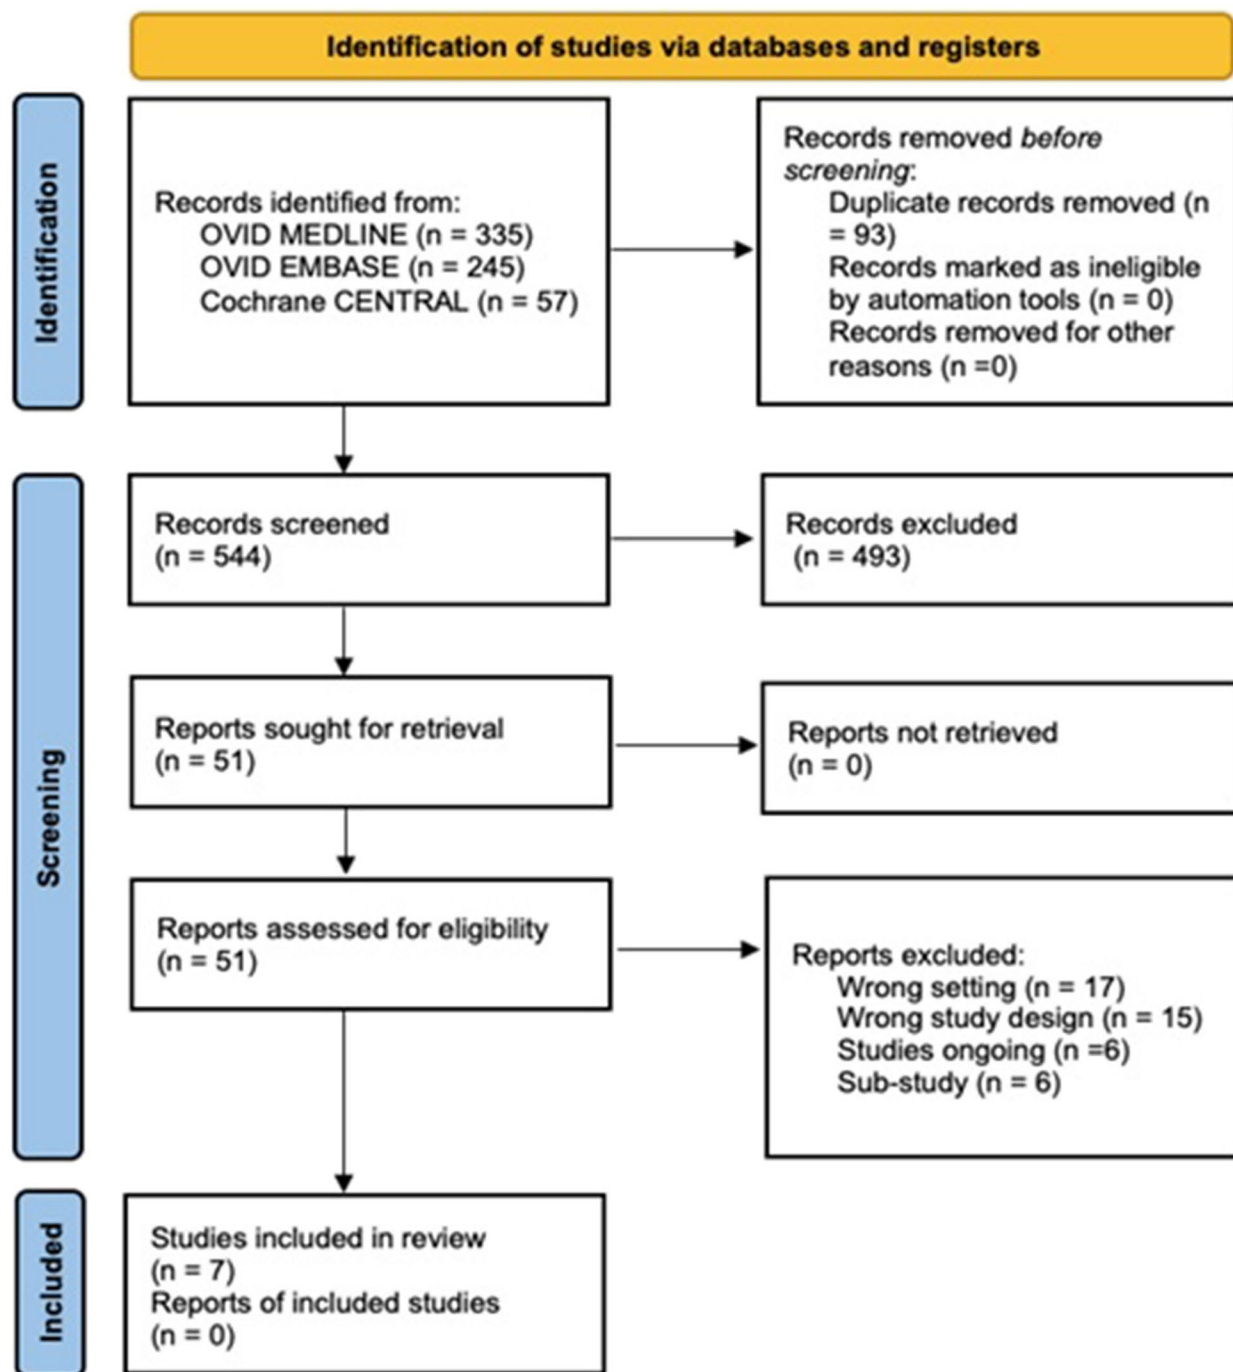 Identification of studies via databases and registers
Identification
Records identified from:
OVID MEDLINE (n = 335)
OVID EMBASE (n = 245)
Cochrane CENTRAL (n = 57)
Records removed before
screening:
Duplicate records removed (n
= 93)
Records marked as ineligible
by automation tools (n = 0)
Records removed for other
reasons (n =0)
Screening
Records screened
(n = 544)
Records excluded
(n = 493)
Reports sought for retrieval
(n = 51)
Reports not retrieved
(n = 0)
Reports assessed for eligibility
(n = 51)
Reports excluded:
Wrong setting (n = 17)
Wrong study design (n = 15)
Studies ongoing (n =6)
Sub-study (n = 6)
Included
Studies included in review
(n = 7)
Reports of included studies
(n = 0)